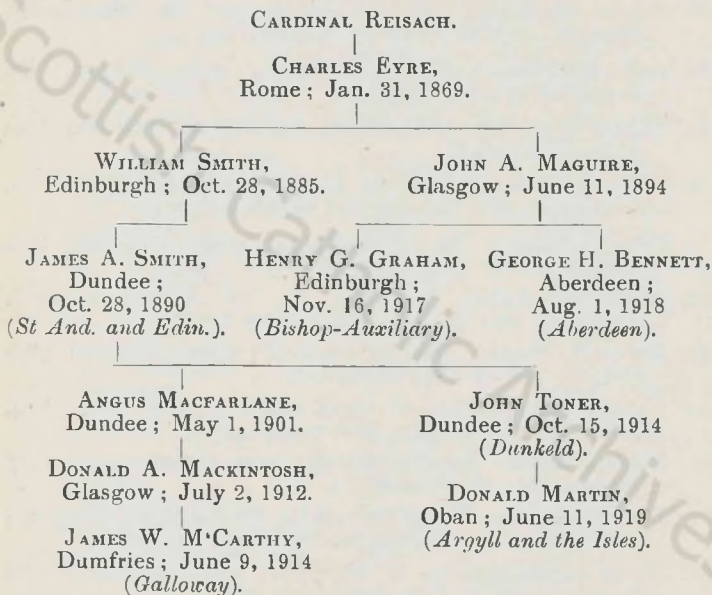 CARDINAL REISACH.
CHARLES EYRE,
Rome ; Jan. 31, 1869.
WILLIAM SMITH,
Edinburgh ; Oct. 28, 1885.
JOHN A. MAGUIRE,
Glasgow ; June 11, 1894
JAMES A. SMITH,
Dundee ;
Oct. 28, 1890
(St And. and Edin.).
HENRY G. GRAHAM,
Edinburgh ;
Nov. 16, 1917
(Bishop-Auxiliary).
GEORGE H. BENNETT,
Aberdeen ;
Aug. 1, 1918
(Aberdeen).
ANGUS MACFARLANE,
Dundee ; May 1, 1901.
DONALD A. MACKINTOSH,
Glasgow ; July 2, 1912.
JAMES W. M'CARTHY,
Dumfries ; June 9, 1914
(Galloway).
JOHN TONER,
Dundee ; Oct. 15, 1914
(Dunkeld).
DONALD MARTIN,
Oban ; June 11, 1919
(Argyll and the Isles).
Scottish Catholic Archives